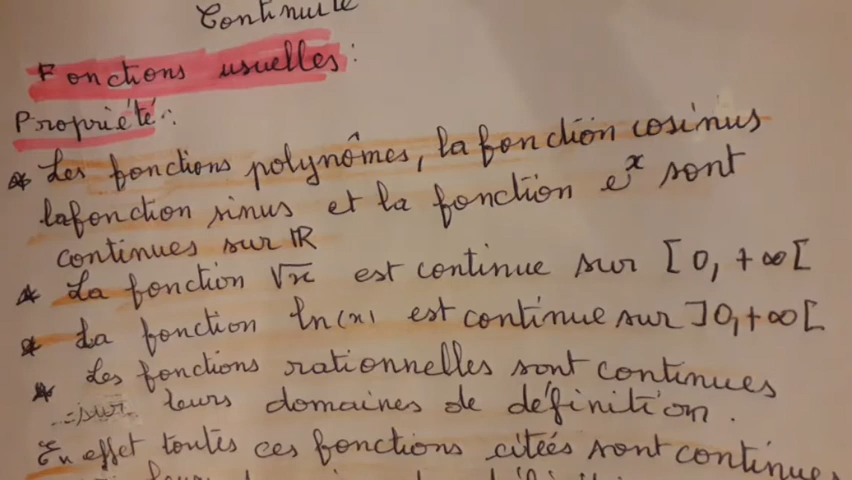 Continuité
Fonctions usuelles:
Propriété:
* Les fonctions polynômes, la fonction cosinus
la fonction sinus et la fonction eˣ sont
continues sur ℝ
* La fonction √x est continue sur [0, +∞[
* La fonction ln(x) est continue sur ]0,+∞[
* Les fonctions rationnelles sont continues
sur leurs domaines de définition.
En effet toutes ces fonctions citées sont continues